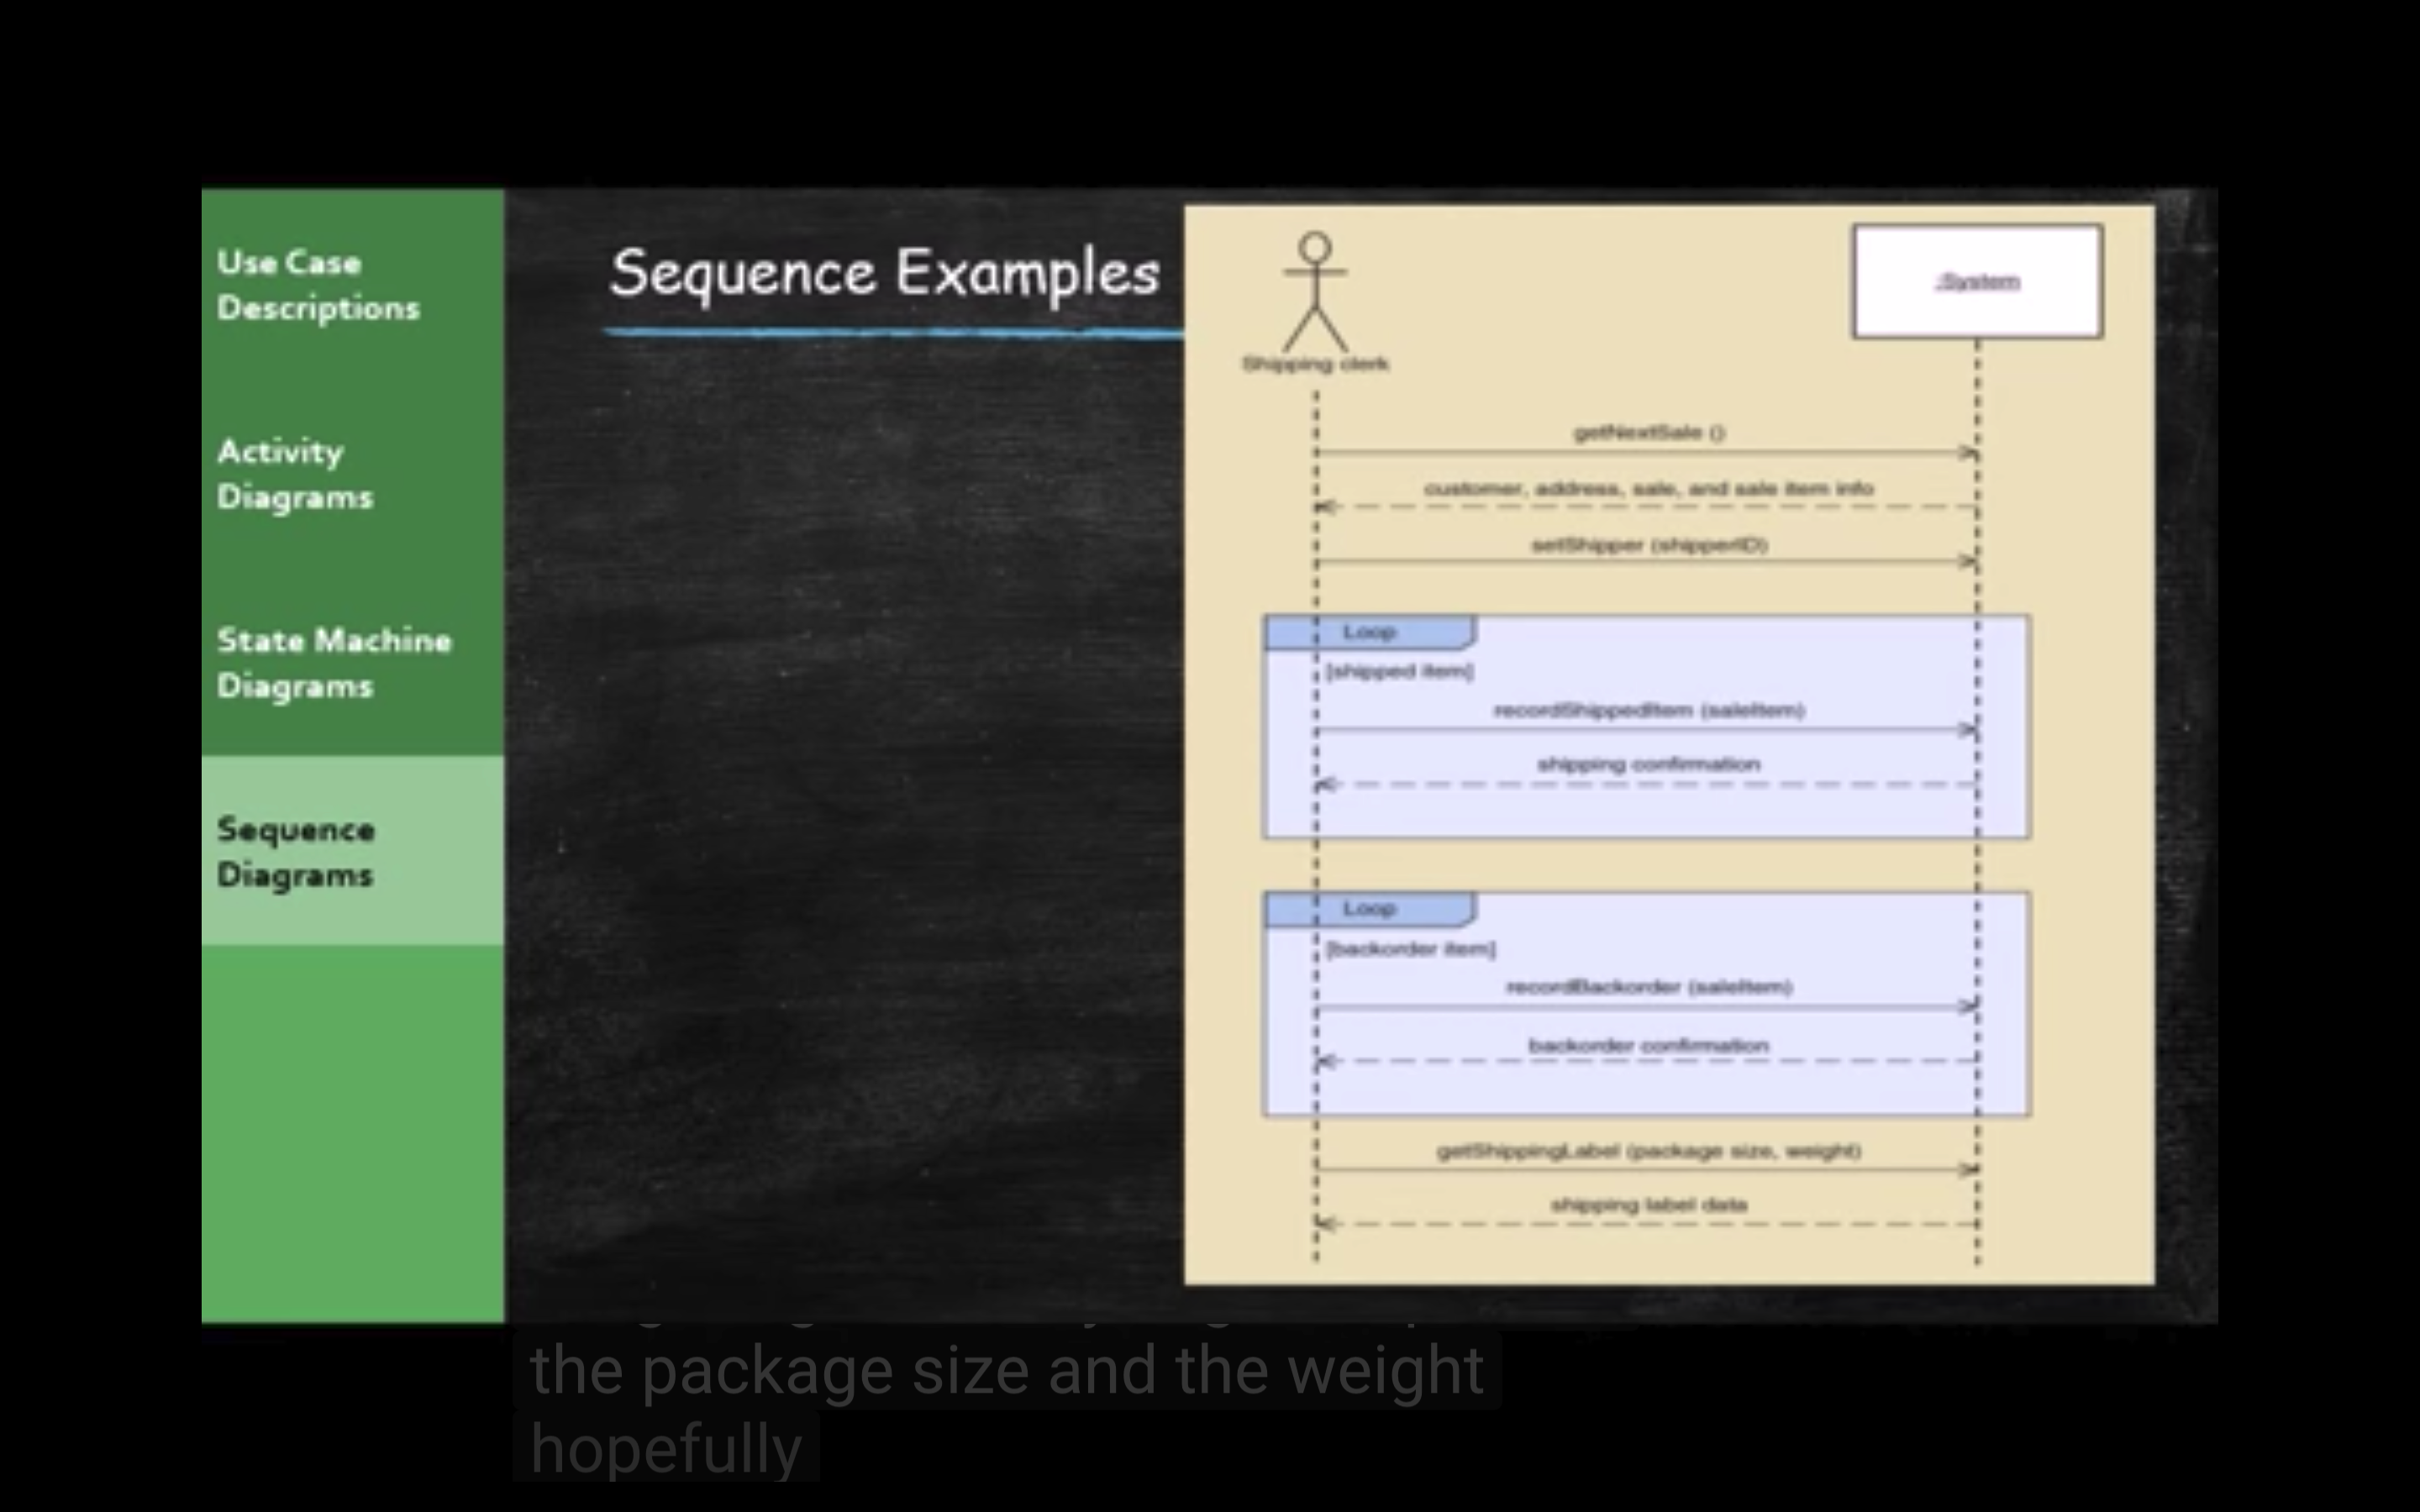 Use Case
Descriptions
Activity
Diagrams
State Machine
Diagrams
Sequence
Diagrams
Sequence Examples
Shipping clerk
:System
getNextSale ()
customer, address, sale, and sale item info
setShipper (shipperID)
Loop
[shipped item]
recordShippedItem (saleItem)
shipping confirmation
Loop
[backorder item]
recordBackorder (saleItem)
backorder confirmation
getShippingLabel (package size, weight)
shipping label data
the package size and the weight
hopefully